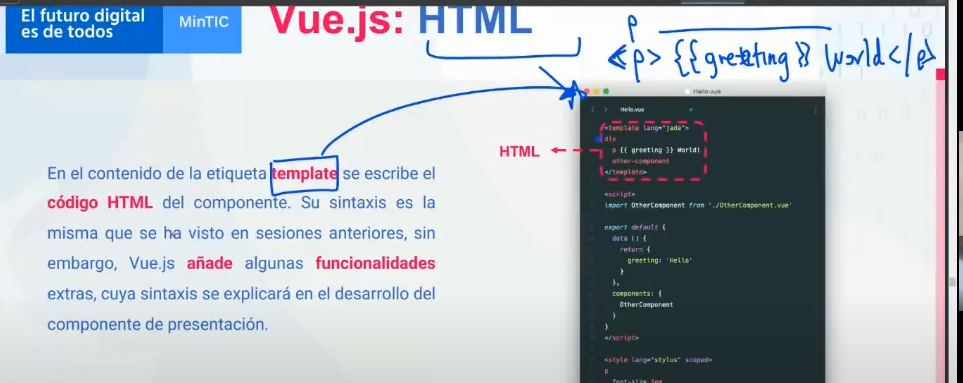 El futuro digital
es de todos
MinTIC
Vue.js: HTML
p
<p> {{greeting}} World</p>
En el contenido de la etiqueta template se escribe el
código HTML del componente. Su sintaxis es la
misma que se ha visto en sesiones anteriores, sin
embargo, Vue.js añade algunas funcionalidades
extras, cuya sintaxis se explicará en el desarrollo del
componente de presentación.
HTML
Hello.vue
Hello.vue
<template lang="jade">
div
p {{ greeting }} World!
other-component
</template>
<script>
import OtherComponent from './OtherComponent.vue'
export default {
data () {
return {
greeting: 'Hello'
}
},
components: {
OtherComponent
}
}
</script>
<style lang="stylus" scoped>
p
font-size 2em